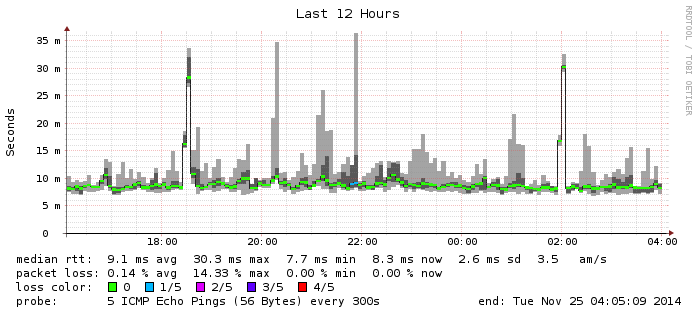 Last 12 Hours
RRDTOOL / TOBI OETIKER
Seconds
35 m
30 m
25 m
20 m
15 m
10 m
5 m
0
18:00 20:00 22:00 00:00 02:00 04:00
median rtt: 9.1 ms avg 30.3 ms max 7.7 ms min 8.3 ms now 2.6 ms sd 3.5 am/s
packet loss: 0.14 % avg 14.33 % max 0.00 % min 0.00 % now
loss color: 0 1/5 2/5 3/5 4/5
probe: 5 ICMP Echo Pings (56 Bytes) every 300s end: Tue Nov 25 04:05:09 2014